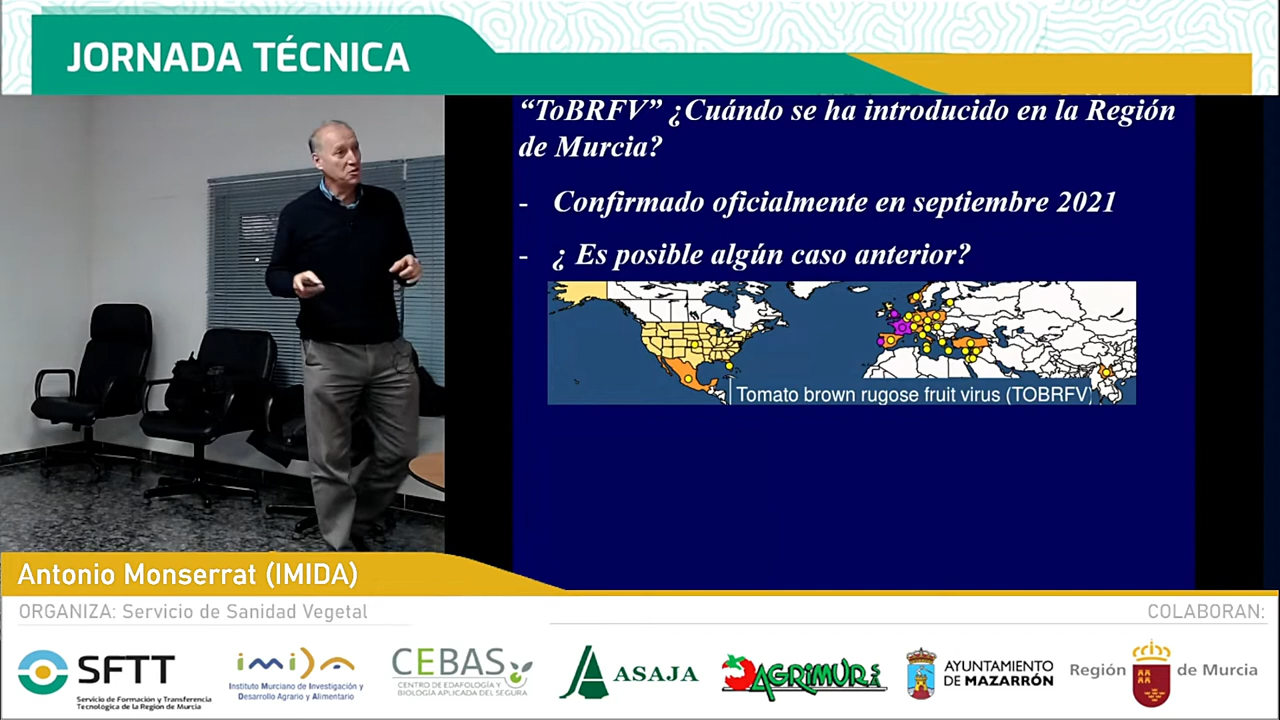 JORNADA TÉCNICA
“ToBRFV” ¿Cuándo se ha introducido en la Región
de Murcia?
- Confirmado oficialmente en septiembre 2021
- ¿ Es posible algún caso anterior?
Tomato brown rugose fruit virus (TOBRFV)
Antonio Monserrat (IMIDA)
ORGANIZA: Servicio de Sanidad Vegetal
COLABORAN:
SFTT
Servicio de Formación y Transferencia
Tecnológica de la Región de Murcia
imida
Instituto Murciano de Investigación y
Desarrollo Agrario y Alimentario
CEBAS
CENTRO DE EDAFOLOGÍA Y
BIOLOGÍA APLICADA DEL SEGURA
ASAJA
AGRIMUR
AYUNTAMIENTO
DE MAZARRÓN
Región de Murcia